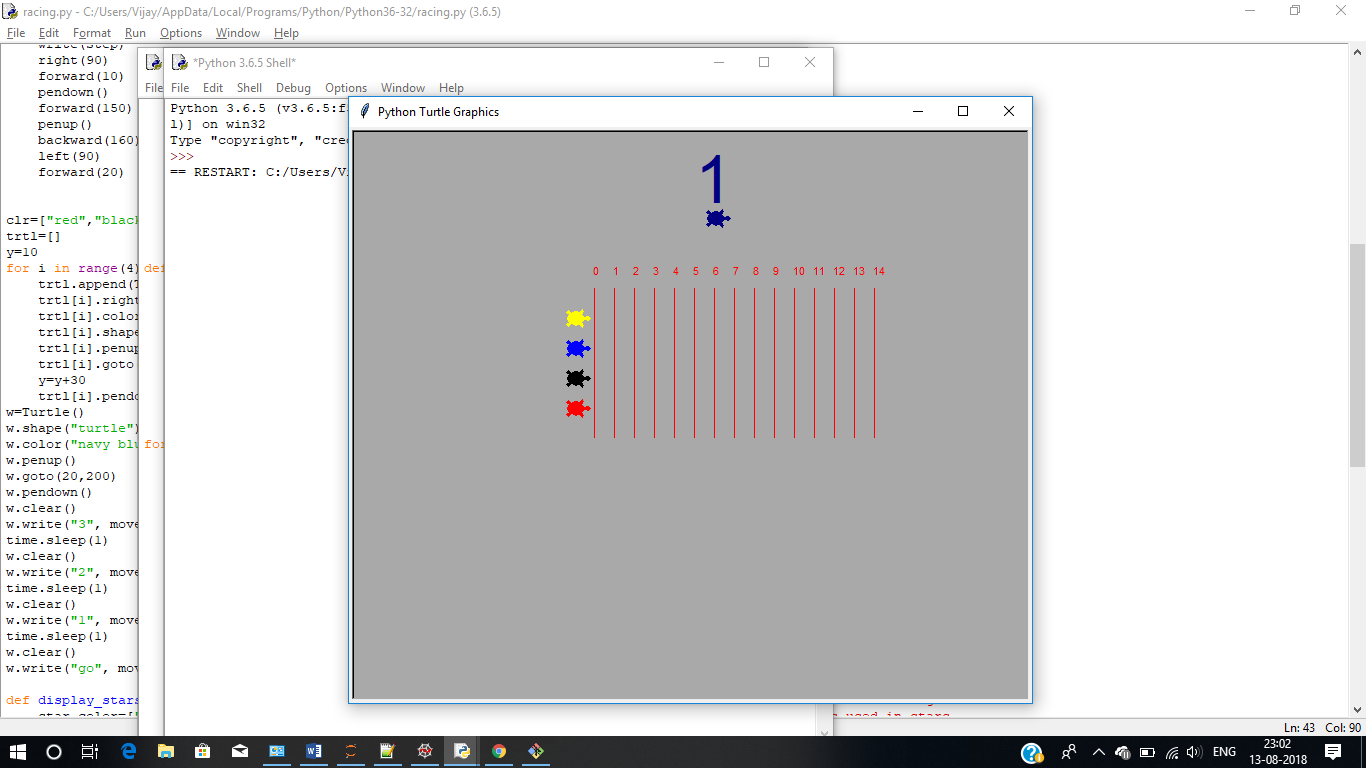 racing.py - C:/Users/Vijay/AppData/Local/Programs/Python/Python36-32/racing.py (3.6.5)
File Edit Format Run Options Window Help
write(step)
right(90)
forward(10)
pendown()
forward(150)
penup()
backward(160)
left(90)
forward(20)
clr=["red","black
trtl=[]
y=10
for i in range(4)
trtl.append(T
trtl[i].right
trtl[i].color
trtl[i].shape
trtl[i].penup
trtl[i].goto
y=y+30
trtl[i].pendo
w=Turtle()
w.shape("turtle")
w.color("navy blu
w.penup()
w.goto(20,200)
w.pendown()
w.clear()
w.write("3", move
time.sleep(1)
w.clear()
w.write("2", move
time.sleep(1)
w.clear()
w.write("1", move
time.sleep(1)
w.clear()
w.write("go", mov
def display_stars
star_color=["
File
def
for
*Python 3.6.5 Shell*
File Edit Shell Debug Options Window Help
Python 3.6.5 (v3.6.5:f
l)] on win32
Type "copyright", "cre
>>>
== RESTART: C:/Users/V
Python Turtle Graphics
1
0 1 2 3 4 5 6 7 8 9 10 11 12 13 14
used in stars
Ln: 43 Col: 90
ENG
23:02
13-08-2018